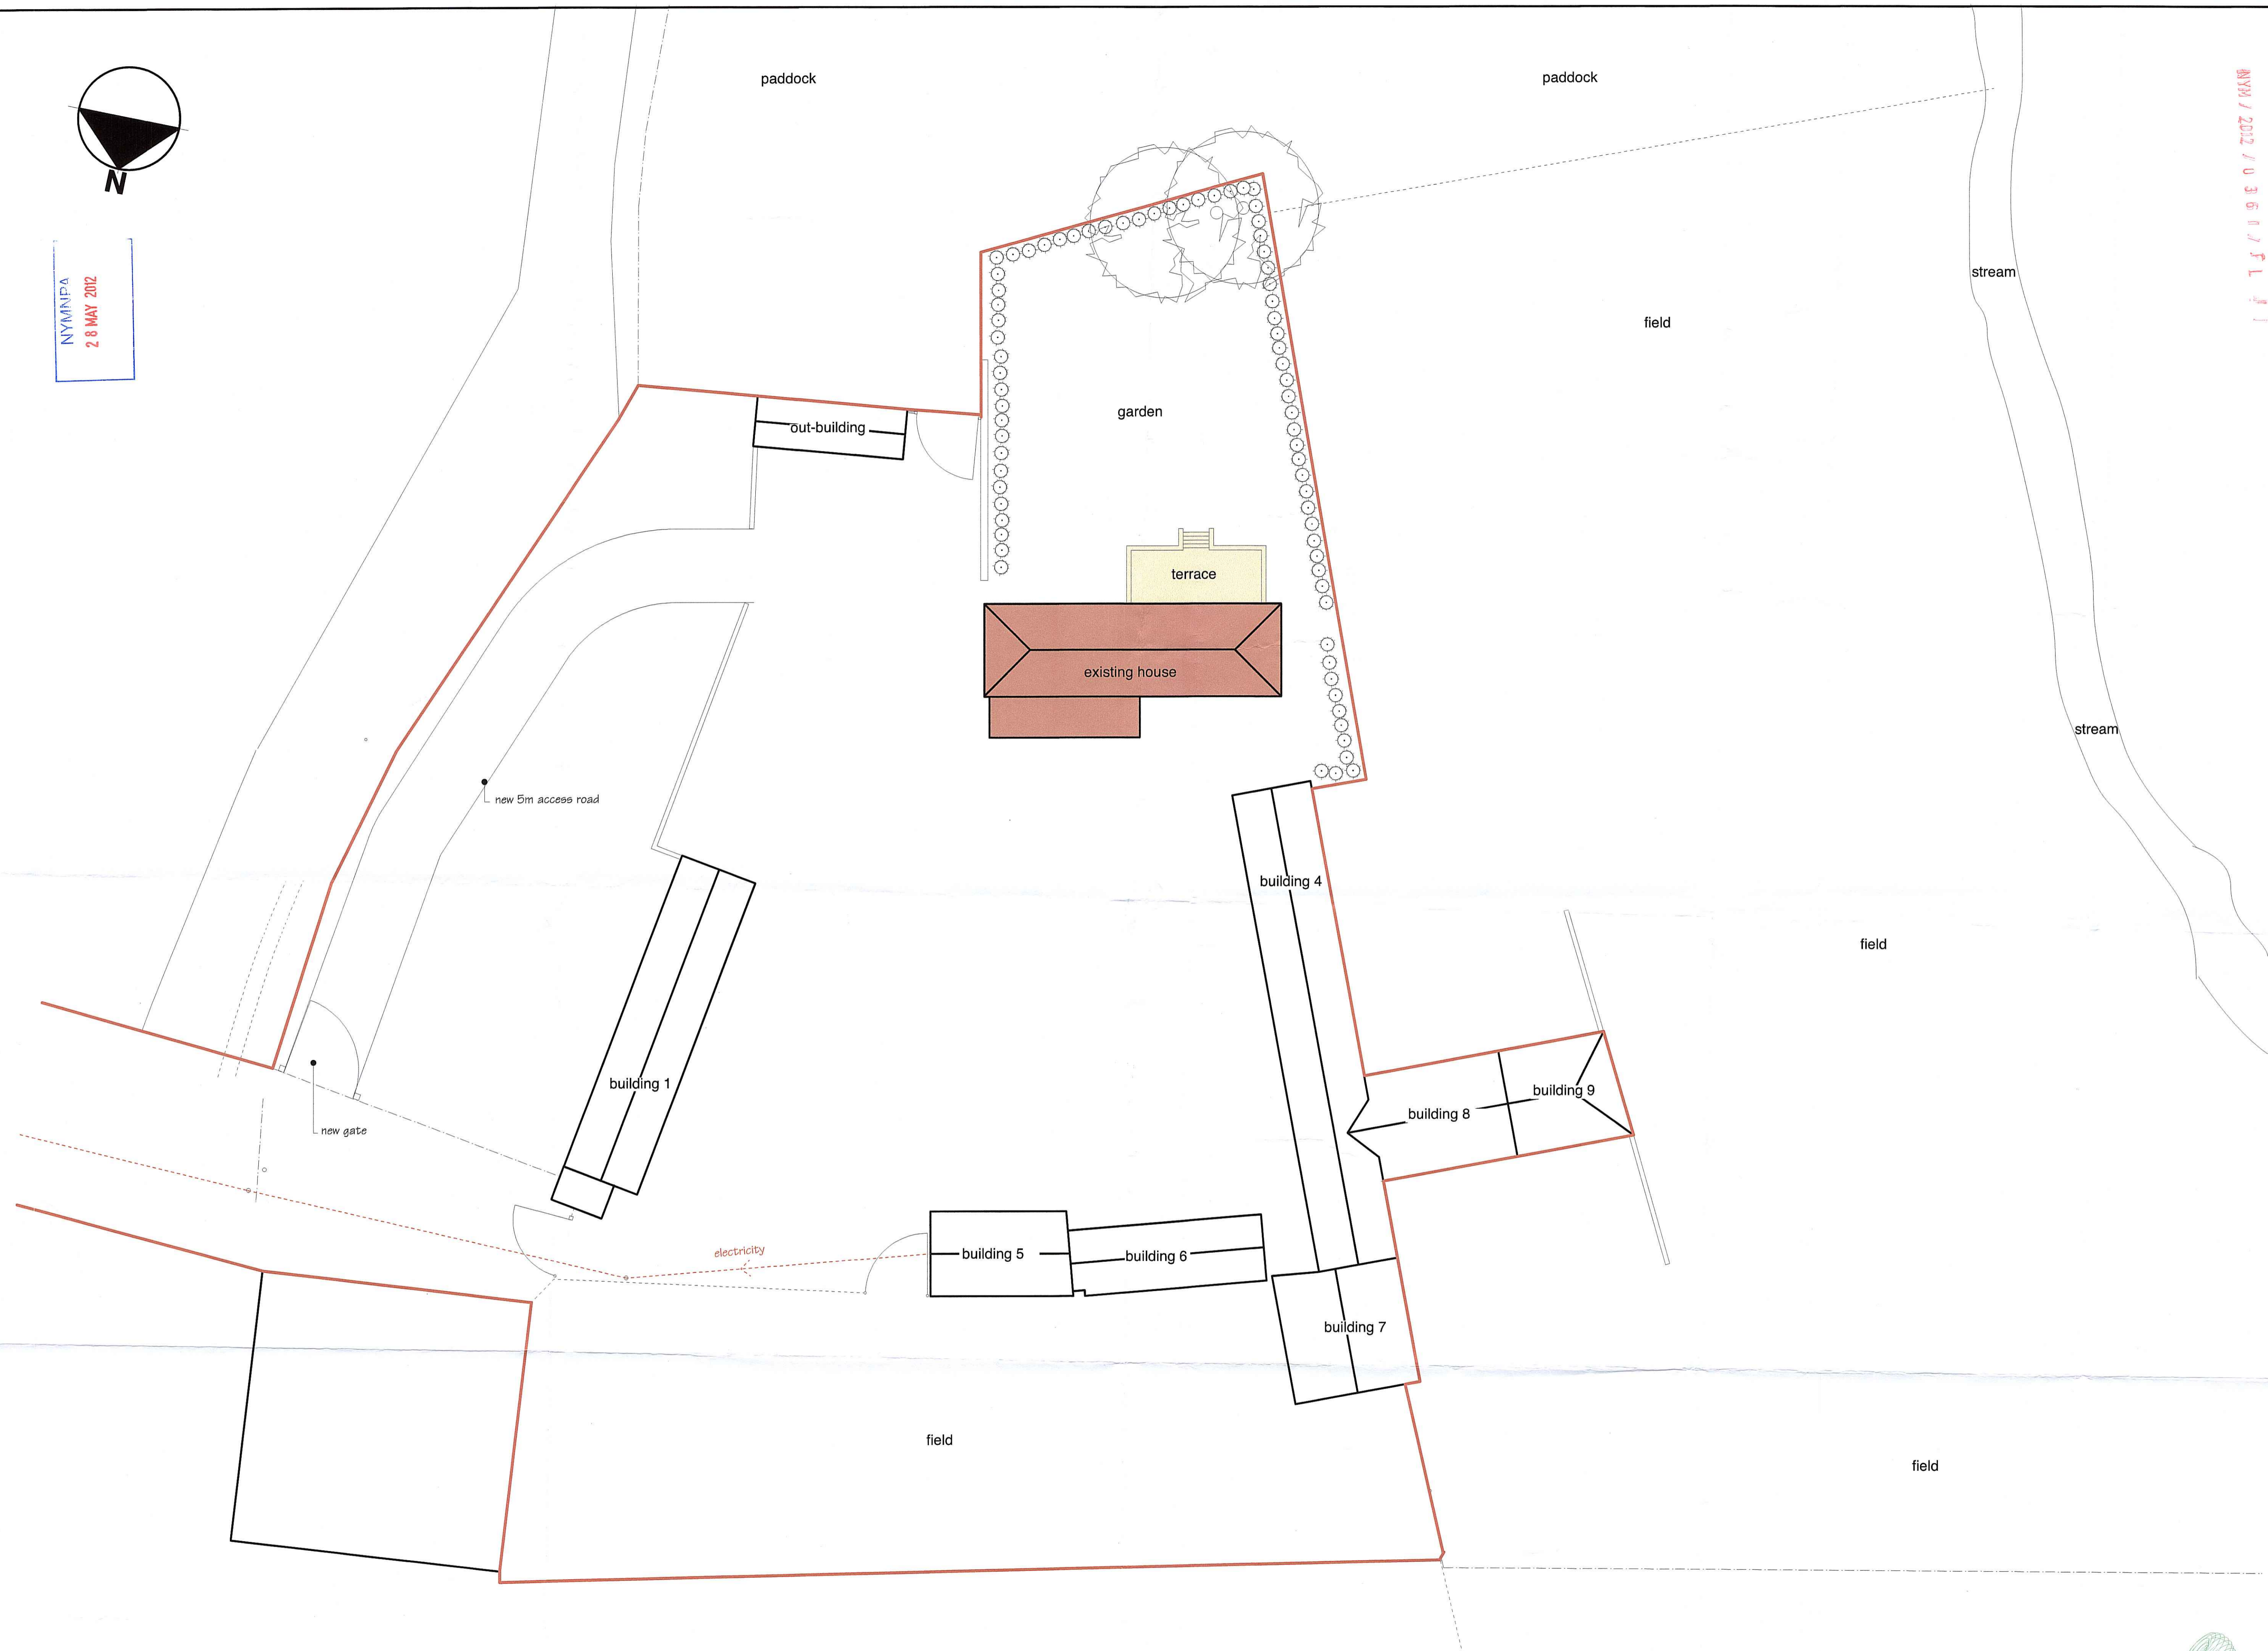 paddock
paddock
N
NYMNPA
28 MAY 2012
stream
field
garden
out-building
terrace
existing house
stream
new 5m access road
building 4
field
building 1
building 8
building 9
new gate
electricity
building 5
building 6
building 7
field
field
NYM / 2012 /